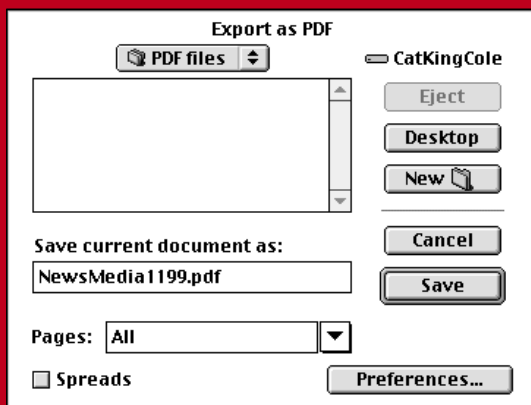 Export as PDF
PDF files
CatKingCole
Eject
Desktop
New
Save current document as:
Cancel
NewsMedia1199.pdf
Save
Pages: All
Spreads
Preferences...